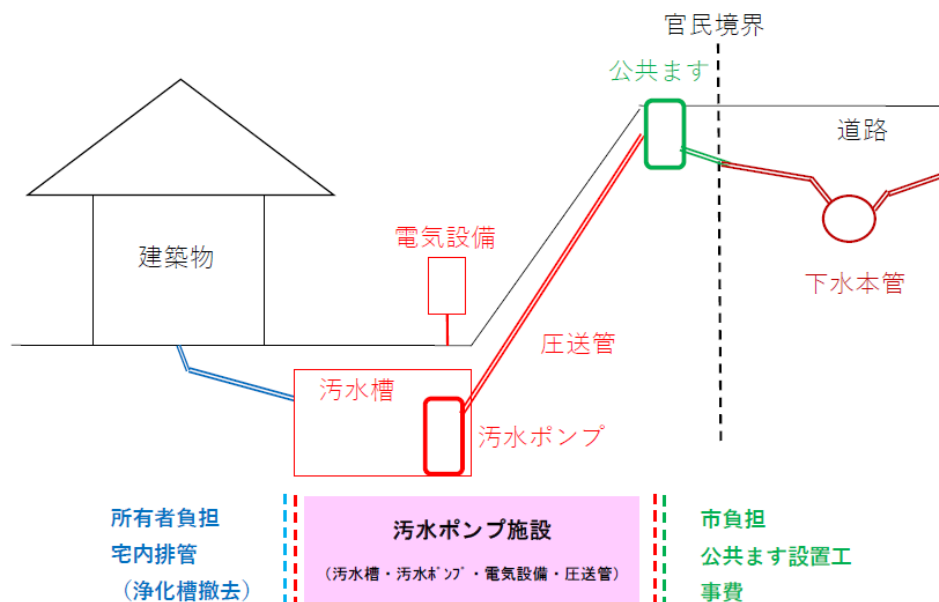 官民境界
公共ます
道路
電気設備
建築物
下水本管
圧送管
汚水槽
汚水ポンプ
所有者負担
宅内排管
（浄化槽撤去）
汚水ポンプ施設
（汚水槽・汚水ﾎﾟﾝﾌﾟ・電気設備・圧送管）
市負担
公共ます設置工
事費